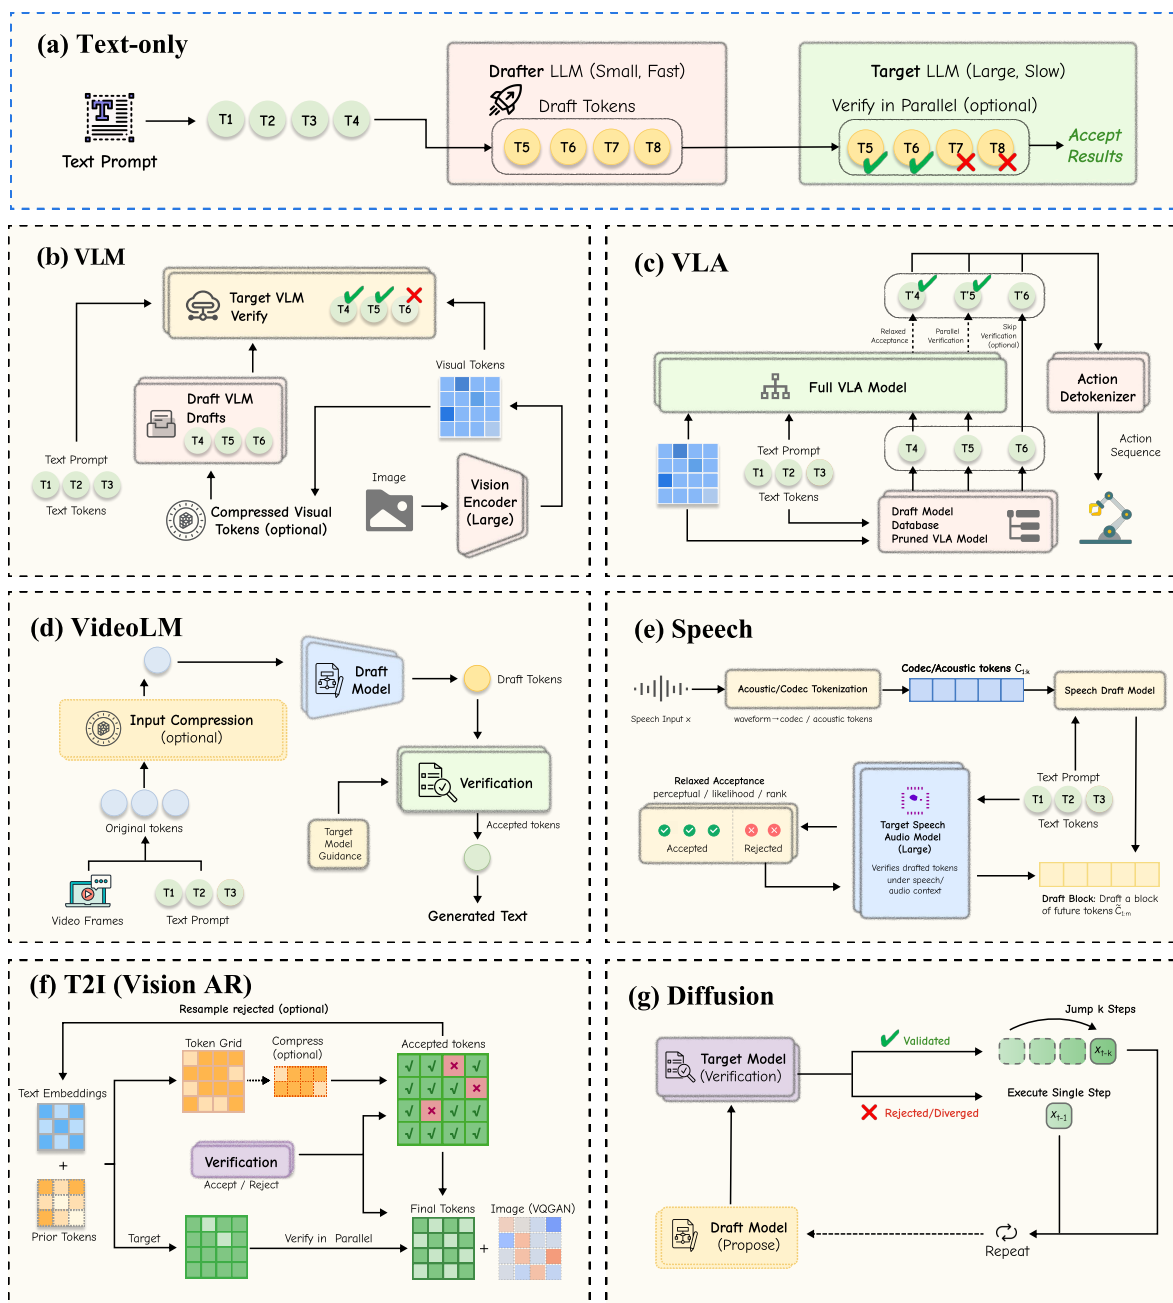 (a) Text-only
T
Text Prompt
T1 T2 T3 T4
Drafter LLM (Small, Fast)
Draft Tokens
T5 T6 T7 T8
Target LLM (Large, Slow)
Verify in Parallel (optional)
T5 T6 T7 T8
Accept
Results
(b) VLM
Target VLM
Verify
T4 T5 T6
Draft VLM
Drafts
T4 T5 T6
Visual Tokens
Text Prompt
T1 T2 T3
Text Tokens
Compressed Visual
Tokens (optional)
Image
Vision
Encoder
(Large)
(c) VLA
T'4 T'5 T'6
Relaxed
Acceptance
Parallel
Verification
Skip
Verification
(optional)
Full VLA Model
Action
Detokenizer
Text Prompt
T1 T2 T3
Text Tokens
T4 T5 T6
Action
Sequence
Draft Model
Database
Pruned VLA Model
(d) VideoLM
Draft
Model
Draft Tokens
Input Compression
(optional)
Verification
Original tokens
Target
Model
Guidance
Accepted tokens
T1 T2 T3
Video Frames
Text Prompt
Generated Text
(e) Speech
Speech Input x
Acoustic/Codec Tokenization
waveform→codec / acoustic tokens
Codec/Acoustic tokens C1:k
Speech Draft Model
Relaxed Acceptance
perceptual / likelihood / rank
Accepted
Rejected
Target Speech
Audio Model
(Large)
Verifies drafted tokens
under speech/
audio context
Text Prompt
T1 T2 T3
Text Tokens
Draft Block: Draft a block
of future tokens C̃1:m
(f) T2I (Vision AR)
Resample rejected (optional)
Token Grid
Compress
(optional)
Accepted tokens
Text Embeddings
+
Prior Tokens
Verification
Accept / Reject
Target
Verify in Parallel
Final Tokens
+
Image (VQGAN)
(g) Diffusion
Target Model
(Verification)
Validated
Rejected/Diverged
Jump k Steps
Xt-k
Execute Single Step
Xt-1
Draft Model
(Propose)
Repeat